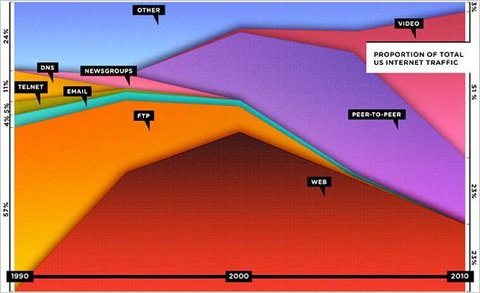 OTHER
3%
VIDEO
24%
PROPORTION OF TOTAL
US INTERNET TRAFFIC
DNS
NEWSGROUPS
11%
TELNET
EMAIL
51%
5%
4%
FTP
PEER-TO-PEER
WEB
23%
57%
23%
1990
2000
2010